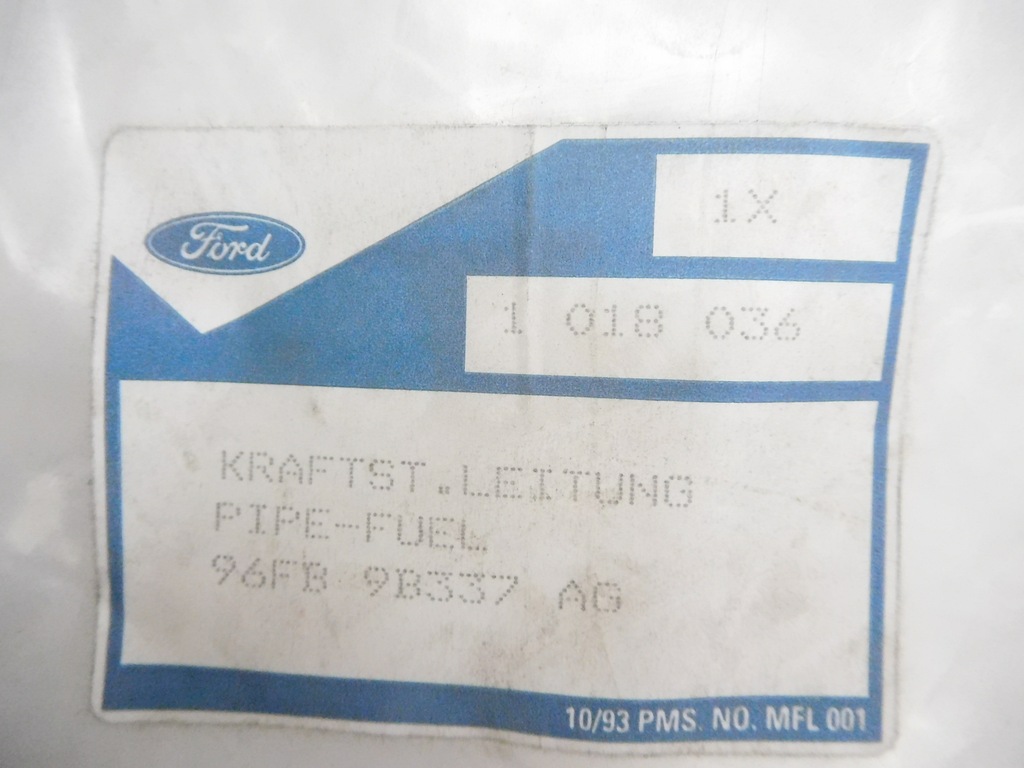 Ford
1X
1 018 036
KRAFTST.LEITUNG
PIPE-FUEL
96FB 9B337 AG
10/93 PMS. NO. MFL 001